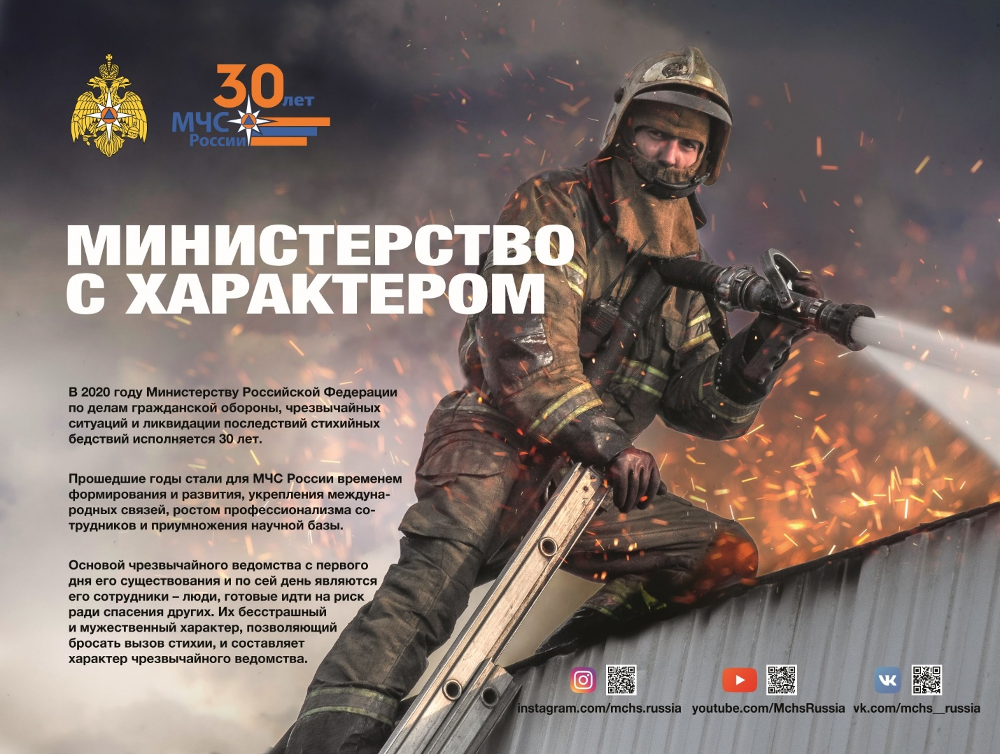 30 лет
МЧС
России
МИНИСТЕРСТВО
С ХАРАКТЕРОМ
В 2020 году Министерству Российской Федерации
по делам гражданской обороны, чрезвычайных
ситуаций и ликвидации последствий стихийных
бедствий исполняется 30 лет.
Прошедшие годы стали для МЧС России временем
формирования и развития, укрепления междуна-
родных связей, ростом профессионализма со-
трудников и приумножения научной базы.
Основой чрезвычайного ведомства с первого
дня его существования и по сей день являются
его сотрудники – люди, готовые идти на риск
ради спасения других. Их бесстрашный
и мужественный характер, позволяющий
бросать вызов стихии, и составляет
характер чрезвычайного ведомства.
instagram.com/mchs.russia youtube.com/MchsRussia vk.com/mchs__russia